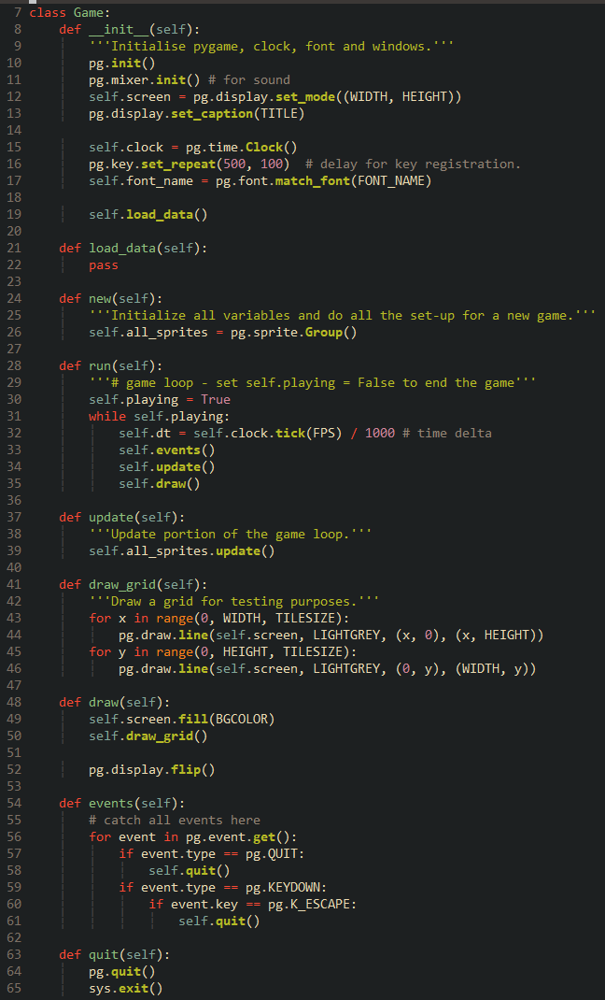 7 class Game:
8     def __init__(self):
9         '''Initialise pygame, clock, font and windows.'''
10         pg.init()
11         pg.mixer.init() # for sound
12         self.screen = pg.display.set_mode((WIDTH, HEIGHT))
13         pg.display.set_caption(TITLE)
14
15         self.clock = pg.time.Clock()
16         pg.key.set_repeat(500, 100)  # delay for key registration.
17         self.font_name = pg.font.match_font(FONT_NAME)
18
19         self.load_data()
20
21     def load_data(self):
22         pass
23
24     def new(self):
25         '''Initialize all variables and do all the set-up for a new game.'''
26         self.all_sprites = pg.sprite.Group()
27
28     def run(self):
29         '''# game loop - set self.playing = False to end the game'''
30         self.playing = True
31         while self.playing:
32             self.dt = self.clock.tick(FPS) / 1000 # time delta
33             self.events()
34             self.update()
35             self.draw()
36
37     def update(self):
38         '''Update portion of the game loop.'''
39         self.all_sprites.update()
40
41     def draw_grid(self):
42         '''Draw a grid for testing purposes.'''
43         for x in range(0, WIDTH, TILESIZE):
44             pg.draw.line(self.screen, LIGHTGREY, (x, 0), (x, HEIGHT))
45         for y in range(0, HEIGHT, TILESIZE):
46             pg.draw.line(self.screen, LIGHTGREY, (0, y), (WIDTH, y))
47
48     def draw(self):
49         self.screen.fill(BGCOLOR)
50         self.draw_grid()
51
52         pg.display.flip()
53
54     def events(self):
55         # catch all events here
56         for event in pg.event.get():
57             if event.type == pg.QUIT:
58                 self.quit()
59             if event.type == pg.KEYDOWN:
60                 if event.key == pg.K_ESCAPE:
61                     self.quit()
62
63     def quit(self):
64         pg.quit()
65         sys.exit()